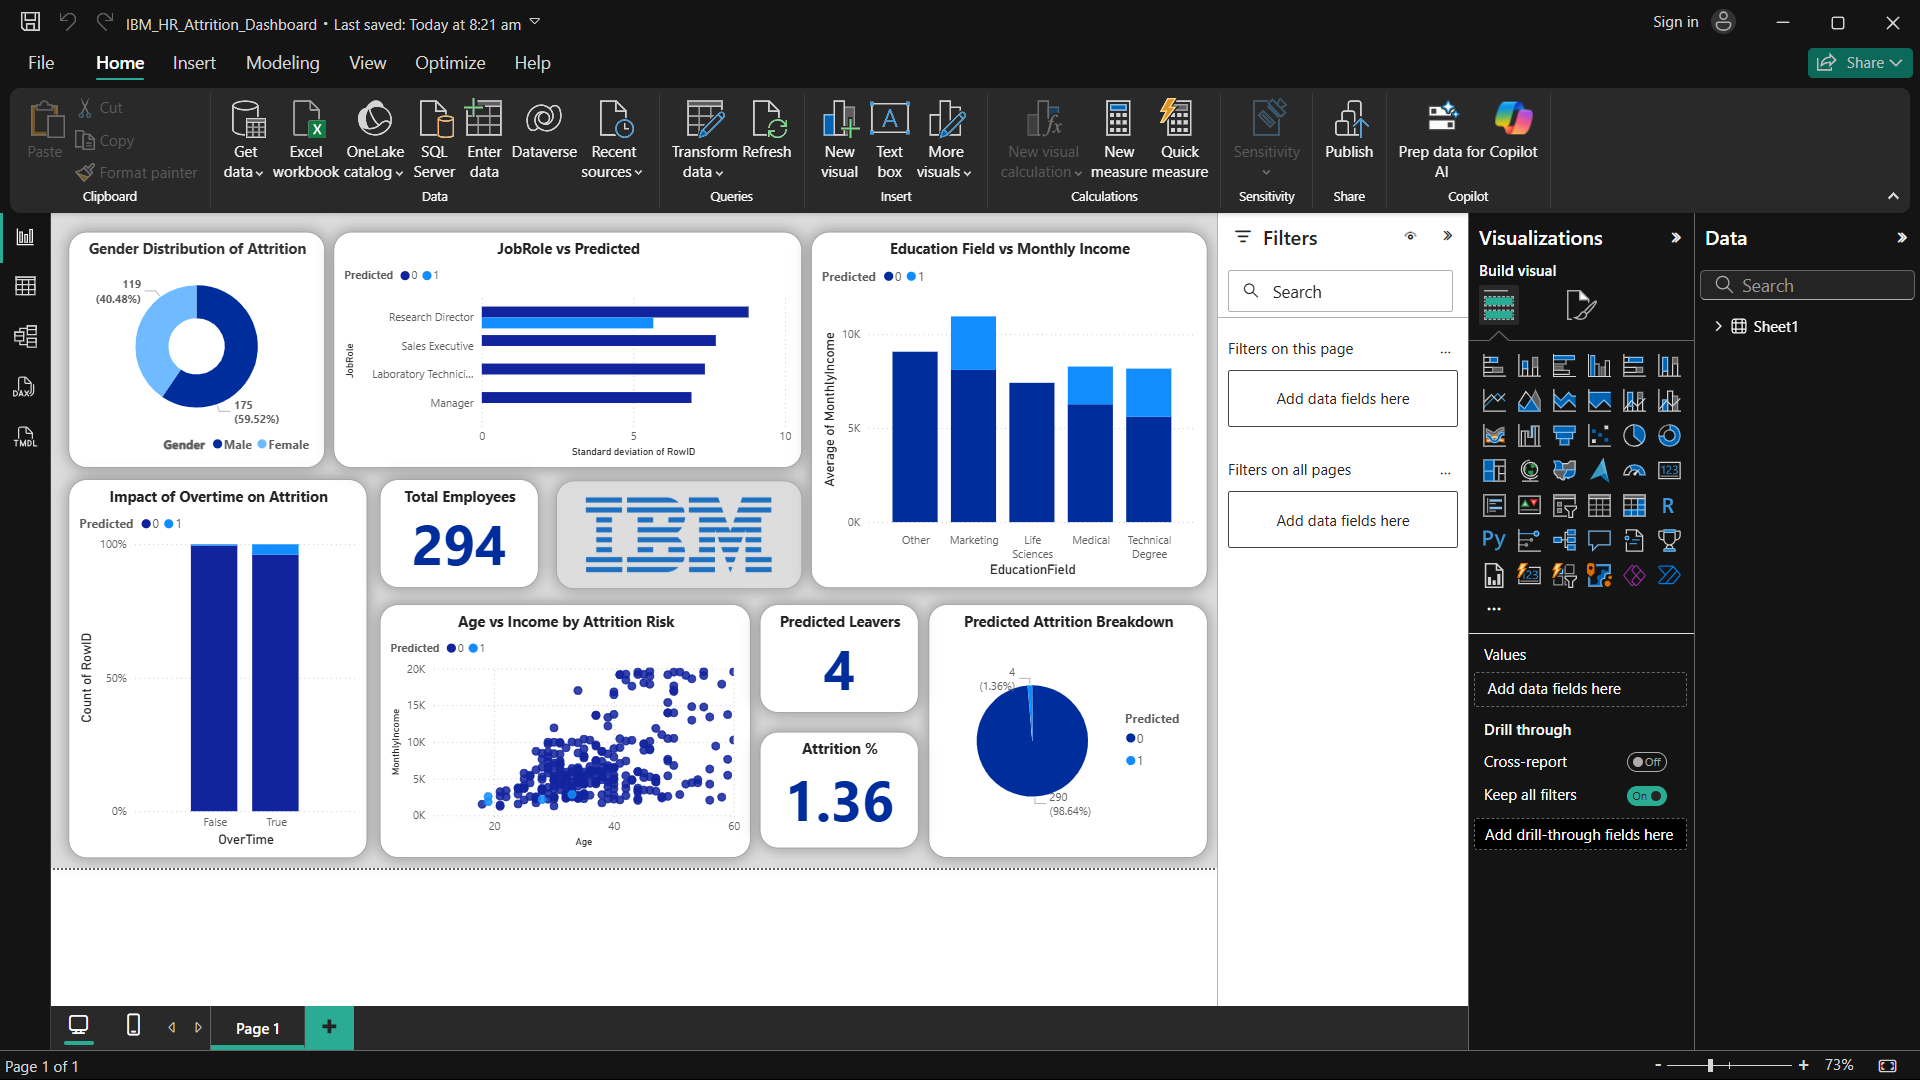 IBM_HR_Attrition_Dashboard • Last saved: Today at 8:21 am
Sign in
File
Home
Insert
Modeling
View
Optimize
Help
Share
Paste
Cut
Copy
Format painter
Clipboard
Get data
Excel workbook
OneLake catalog
SQL Server
Enter data
Dataverse
Recent sources
Data
Transform data
Refresh
Queries
New visual
Text box
More visuals
Insert
New visual calculation
New measure
Quick measure
Calculations
Sensitivity
Sensitivity
Publish
Share
Prep data for AI
Copilot
Copilot
DAX
TMDL
Gender Distribution of Attrition
119
(40.48%)
175
(59.52%)
Gender Male Female
JobRole vs Predicted
Predicted 0 1
JobRole
Research Director
Sales Executive
Laboratory Technici...
Manager
0 5 10
Standard deviation of RowID
Education Field vs Monthly Income
Predicted 0 1
Average of MonthlyIncome
10K
5K
0K
Other
Marketing
Life Sciences
Medical
Technical Degree
EducationField
Impact of Overtime on Attrition
Predicted 0 1
Count of RowID
100%
50%
0%
False True
OverTime
Total Employees
294
IBM
Age vs Income by Attrition Risk
Predicted 0 1
MonthlyIncome
20K
15K
10K
5K
0K
20 40 60
Age
Predicted Leavers
4
Attrition %
1.36
Predicted Attrition Breakdown
4
(1.36%)
290
(98.64%)
Predicted
0
1
Filters
Search
Filters on this page
...
Add data fields here
Filters on all pages
...
Add data fields here
Visualizations
Build visual
123
R
Py
123
...
Values
Add data fields here
Drill through
Cross-report
Off
Keep all filters
On
Add drill-through fields here
Data
Search
Sheet1
Page 1
+
Page 1 of 1
- + 73%